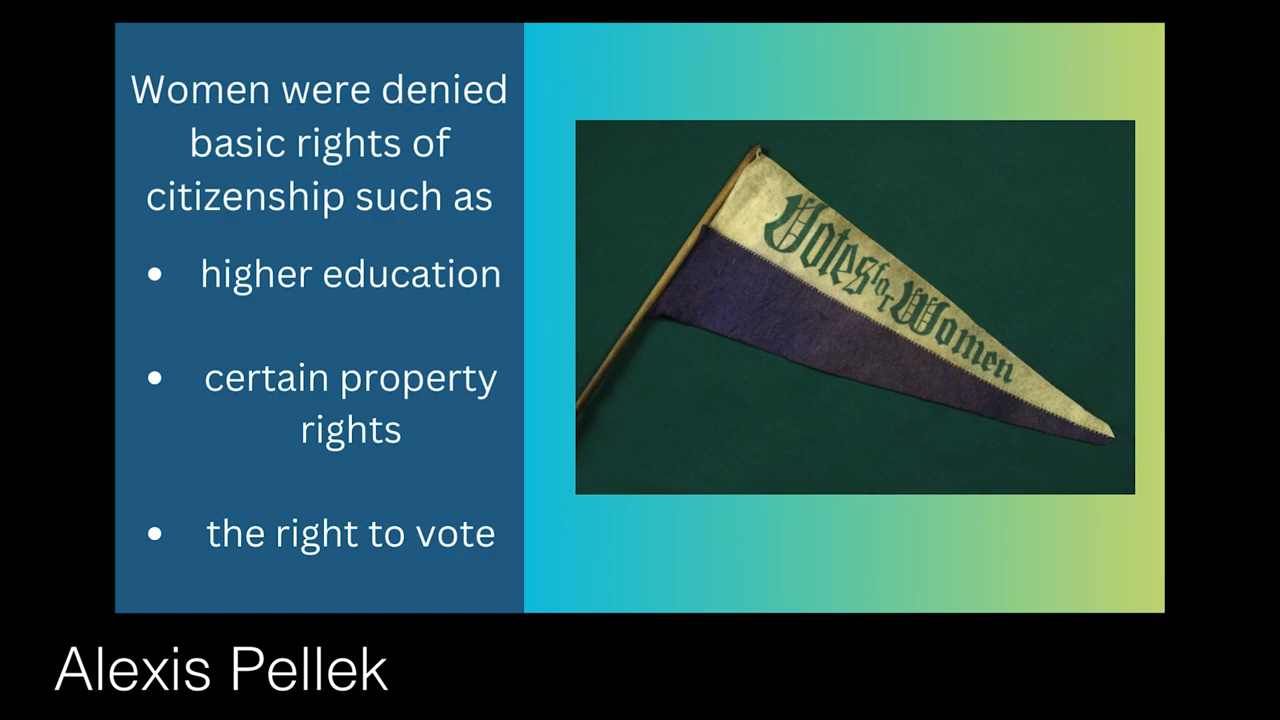 Women were denied
basic rights of
citizenship such as
• higher education
• certain property
rights
• the right to vote
Votes for Women
Alexis Pellek